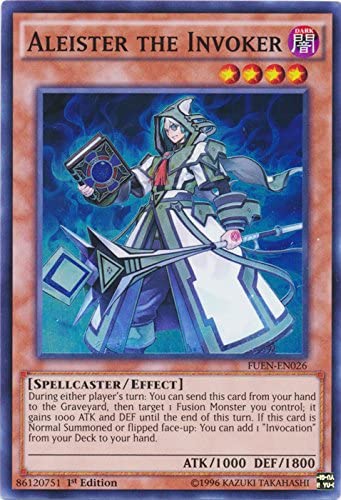 ALEISTER THE INVOKER
DARK
闇
FUEN-EN026
[SPELLCASTER/EFFECT]
During either player's turn: You can send this card from your hand
to the Graveyard, then target 1 Fusion Monster you control; it
gains 1000 ATK and DEF until the end of this turn. If this card is
Normal Summoned or flipped face-up: You can add 1 "Invocation"
from your Deck to your hand.
ATK/1000 DEF/1800
86120751 1st Edition
©1996 KAZUKI TAKAHASHI